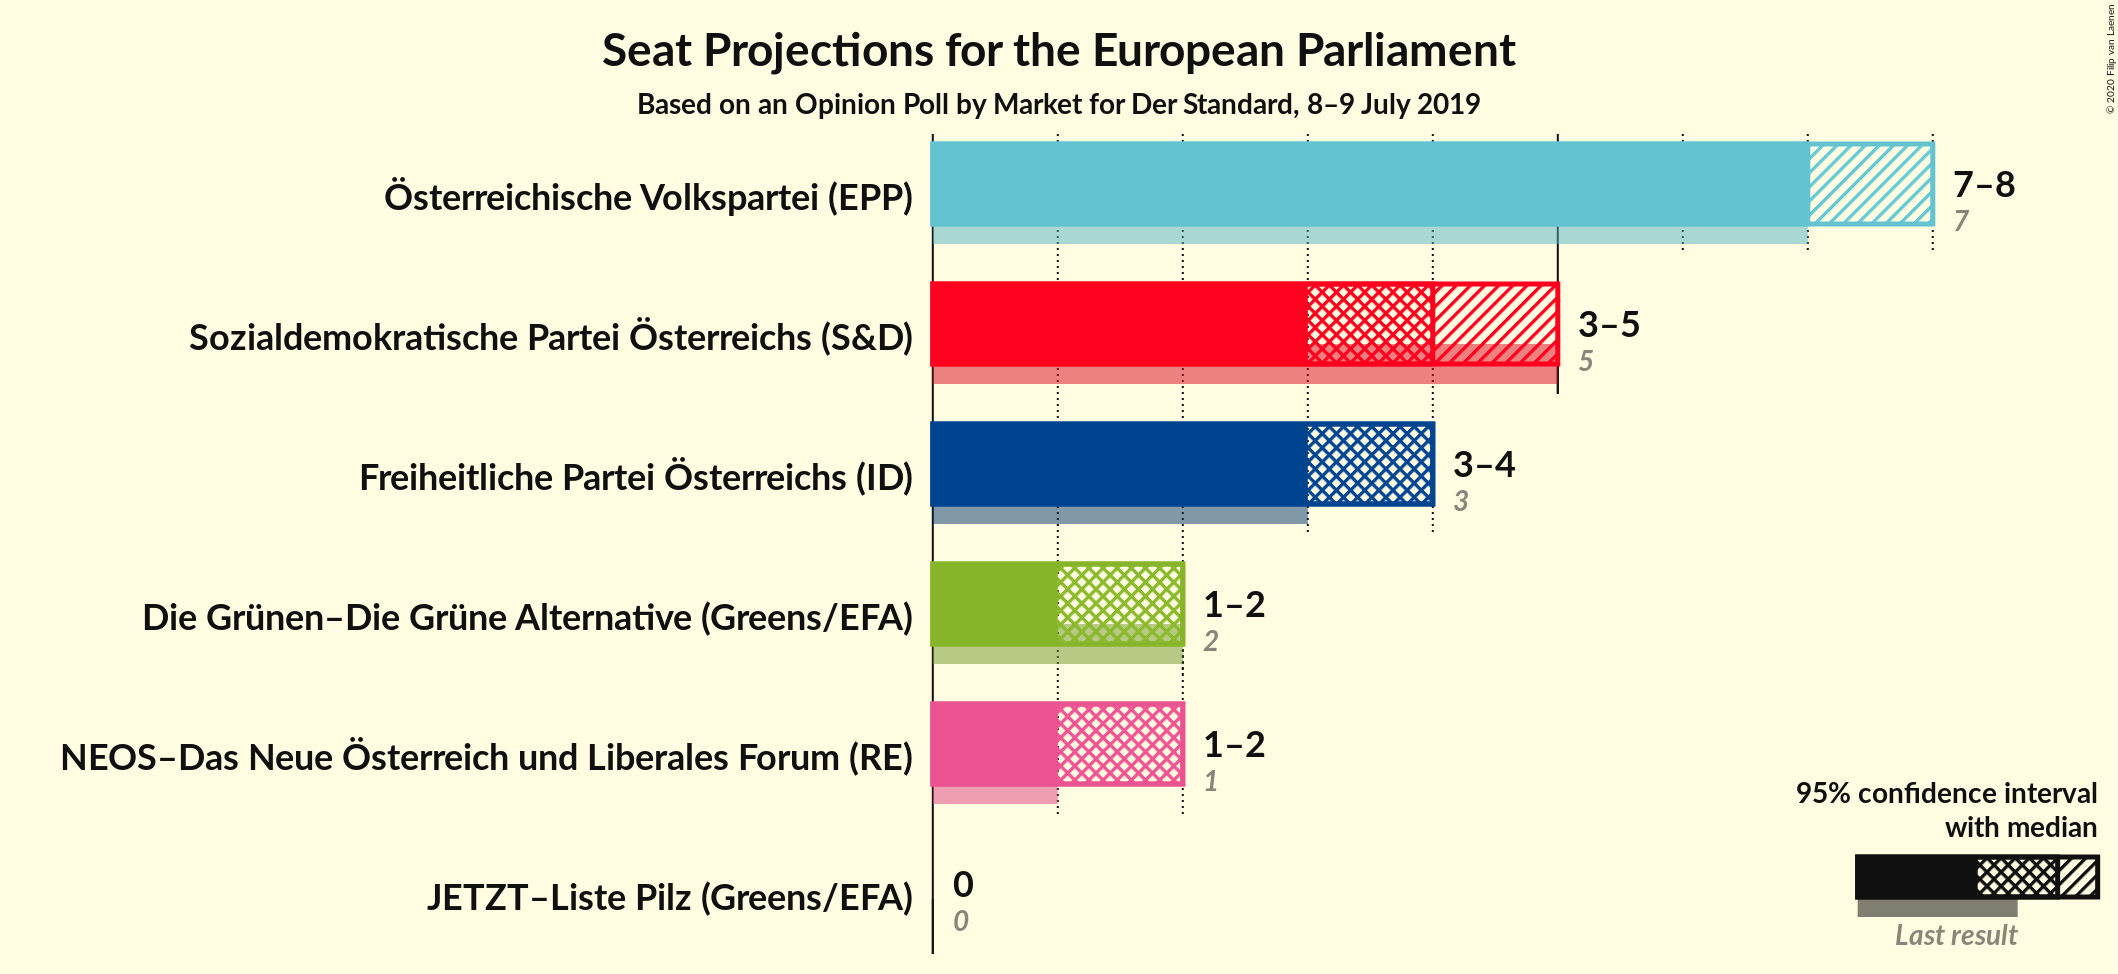 Seat Projections for the European Parliament
Based on an Opinion Poll by Market for Der Standard, 8–9 July 2019
© 2020 Filip van Laenen
Österreichische Volkspartei (EPP)
7–8
7
Sozialdemokratische Partei Österreichs (S&D)
3–5
5
Freiheitliche Partei Österreichs (ID)
3–4
3
Die Grünen–Die Grüne Alternative (Greens/EFA)
1–2
2
NEOS–Das Neue Österreich und Liberales Forum (RE)
1–2
1
JETZT–Liste Pilz (Greens/EFA)
0
0
95% confidence interval
with median
Last result